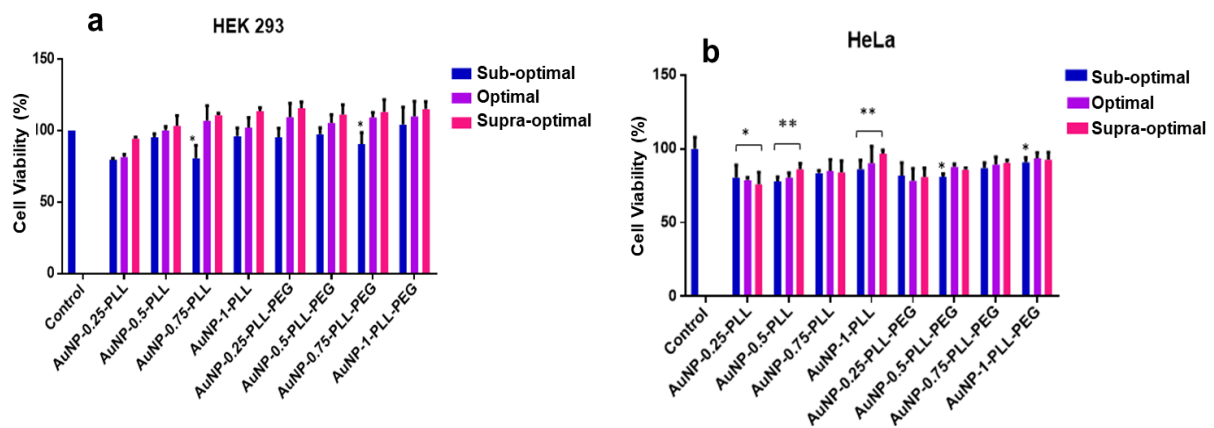 a
HEK 293
Cell Viability (%)
150
100
50
0
*
*
Sub-optimal
Optimal
Supra-optimal
Control
AuNP-0.25-PLL
AuNP-0.5-PLL
AuNP-0.75-PLL
AuNP-1-PLL
AuNP-0.25-PLL-PEG
AuNP-0.5-PLL-PEG
AuNP-0.75-PLL-PEG
AuNP-1-PLL-PEG
b
HeLa
Cell Viability (%)
150
100
50
0
*
**
**
*
*
Sub-optimal
Optimal
Supra-optimal
Control
AuNP-0.25-PLL
AuNP-0.5-PLL
AuNP-0.75-PLL
AuNP-1-PLL
AuNP-0.25-PLL-PEG
AuNP-0.5-PLL-PEG
AuNP-0.75-PLL-PEG
AuNP-1-PLL-PEG